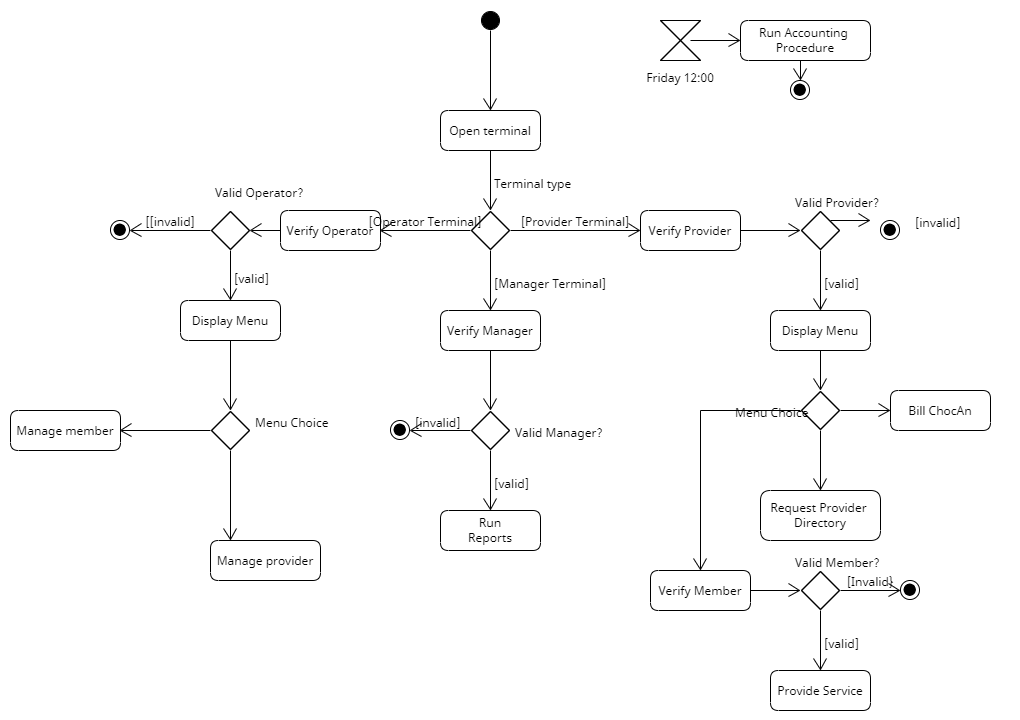 Run Accounting
Procedure
Friday 12:00
Open terminal
Terminal type
Valid Operator?
Valid Provider?
[[invalid]
Verify Operator
[Operator Terminal]
[Provider Terminal]
Verify Provider
[invalid]
[valid]
[Manager Terminal]
[valid]
Display Menu
Verify Manager
Display Menu
Manage member
Menu Choice
[invalid]
Valid Manager?
Menu Choice
Bill ChocAn
[valid]
Run
Reports
Request Provider
Directory
Manage provider
Valid Member?
Verify Member
[Invalid}
[valid]
Provide Service